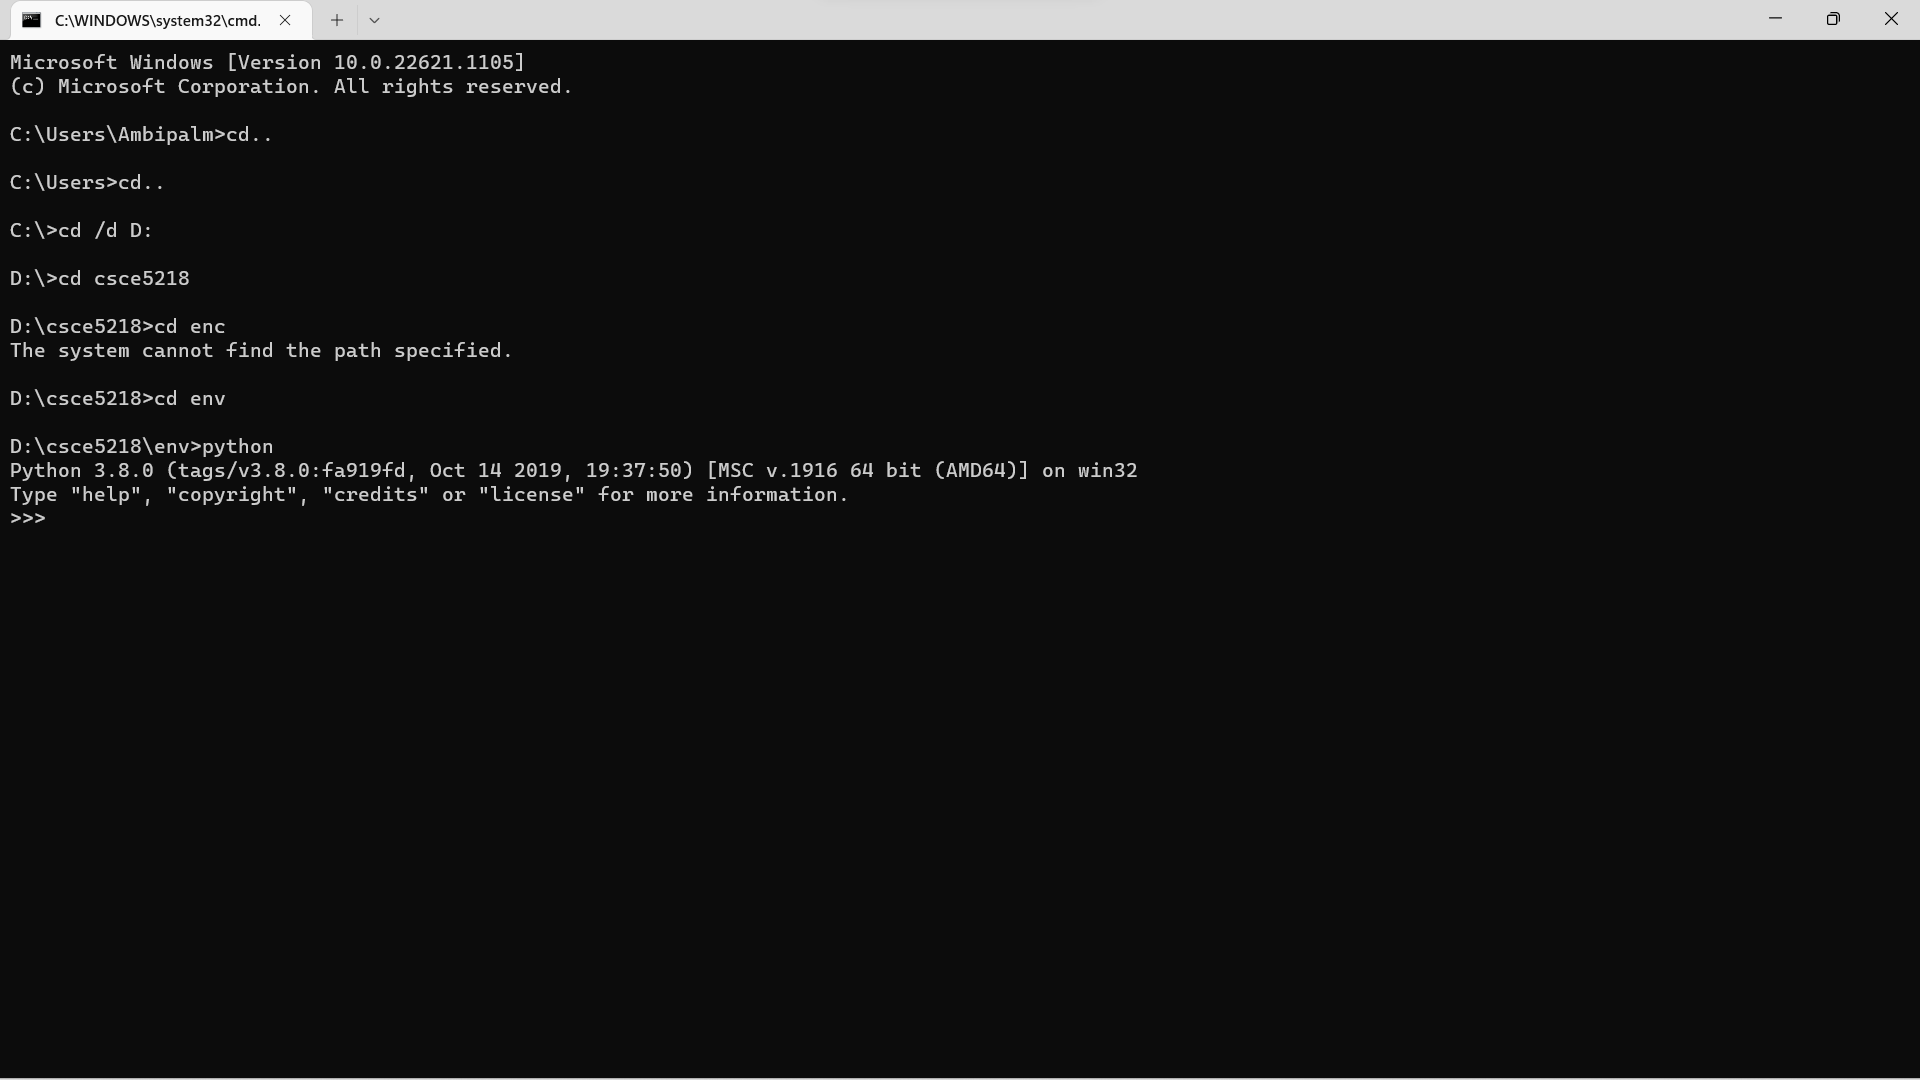 C:\WINDOWS\system32\cmd.
Microsoft Windows [Version 10.0.22621.1105]
(c) Microsoft Corporation. All rights reserved.
C:\Users\Ambipalm>cd..
C:\Users>cd..
C:\>cd /d D:
D:\>cd csce5218
D:\csce5218>cd enc
The system cannot find the path specified.
D:\csce5218>cd env
D:\csce5218\env>python
Python 3.8.0 (tags/v3.8.0:fa919fd, Oct 14 2019, 19:37:50) [MSC v.1916 64 bit (AMD64)] on win32
Type "help", "copyright", "credits" or "license" for more information.
>>>